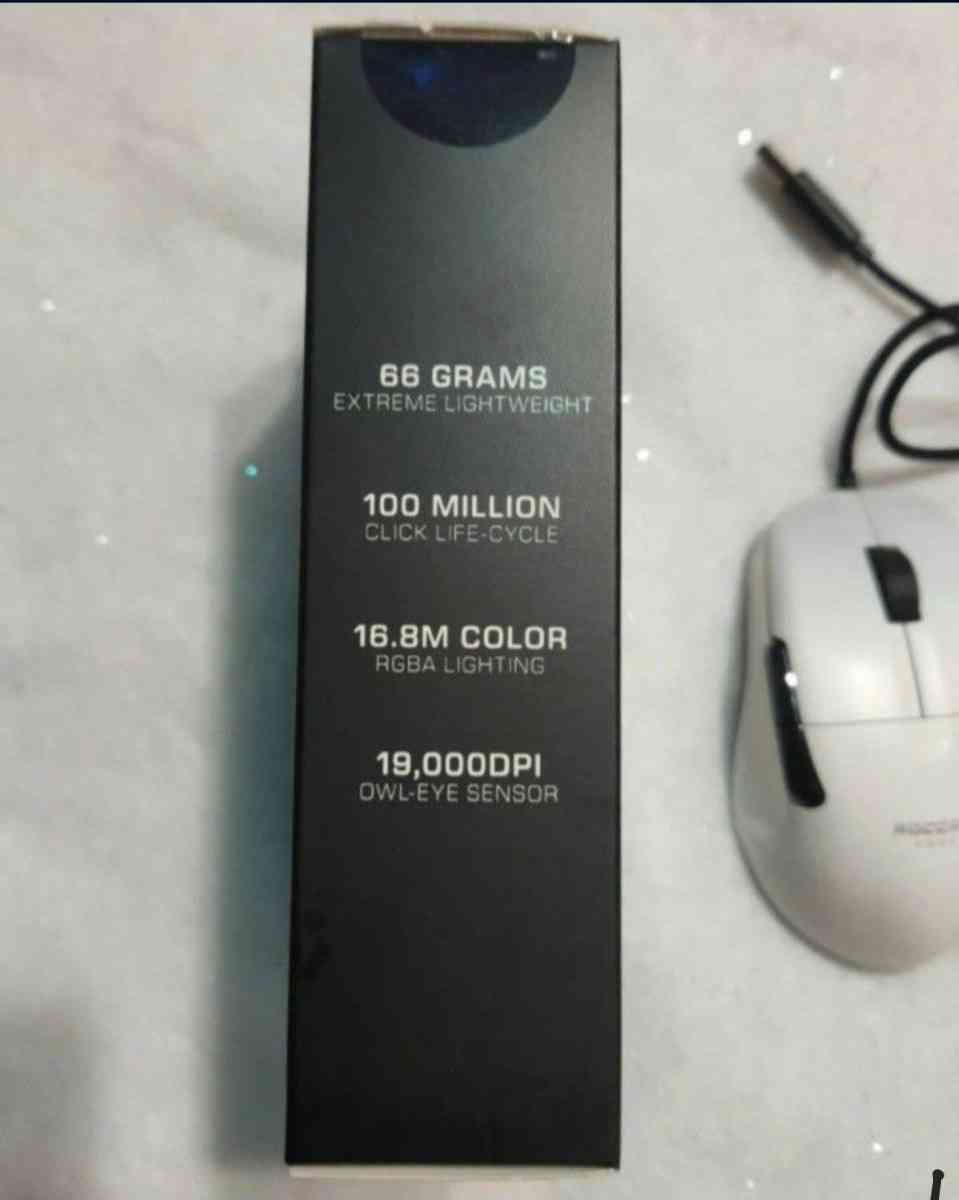 66 GRAMS
EXTREME LIGHTWEIGHT
100 MILLION
CLICK LIFE-CYCLE
16.8M COLOR
RGBA LIGHTING
19,000DPI
OWL-EYE SENSOR